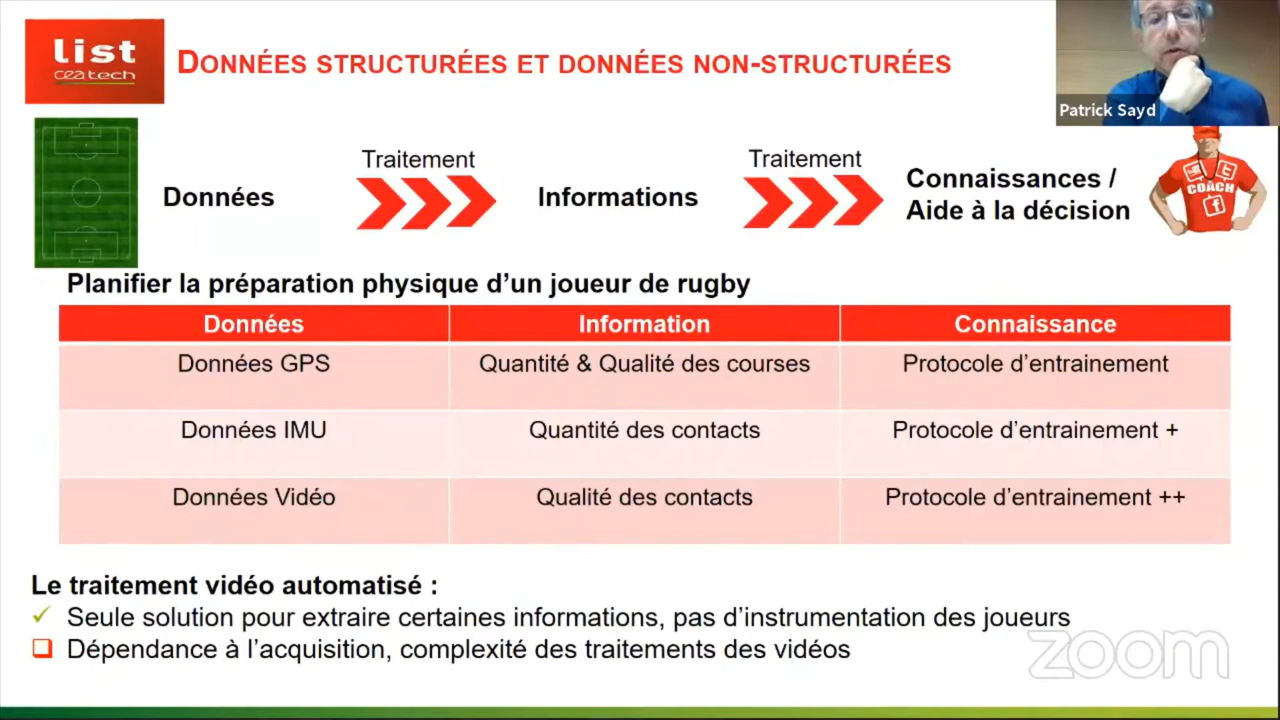 list
ceatech
DONNÉES STRUCTURÉES ET DONNÉES NON-STRUCTURÉES
Patrick Sayd
Données
Traitement
Informations
Traitement
Connaissances /
Aide à la décision
COACH
Planifier la préparation physique d’un joueur de rugby
Données Information Connaissance
Données GPS Quantité & Qualité des courses Protocole d’entrainement
Données IMU Quantité des contacts Protocole d’entrainement +
Données Vidéo Qualité des contacts Protocole d’entrainement ++
Le traitement vidéo automatisé :
Seule solution pour extraire certaines informations, pas d’instrumentation des joueurs
Dépendance à l’acquisition, complexité des traitements des vidéos
zoom